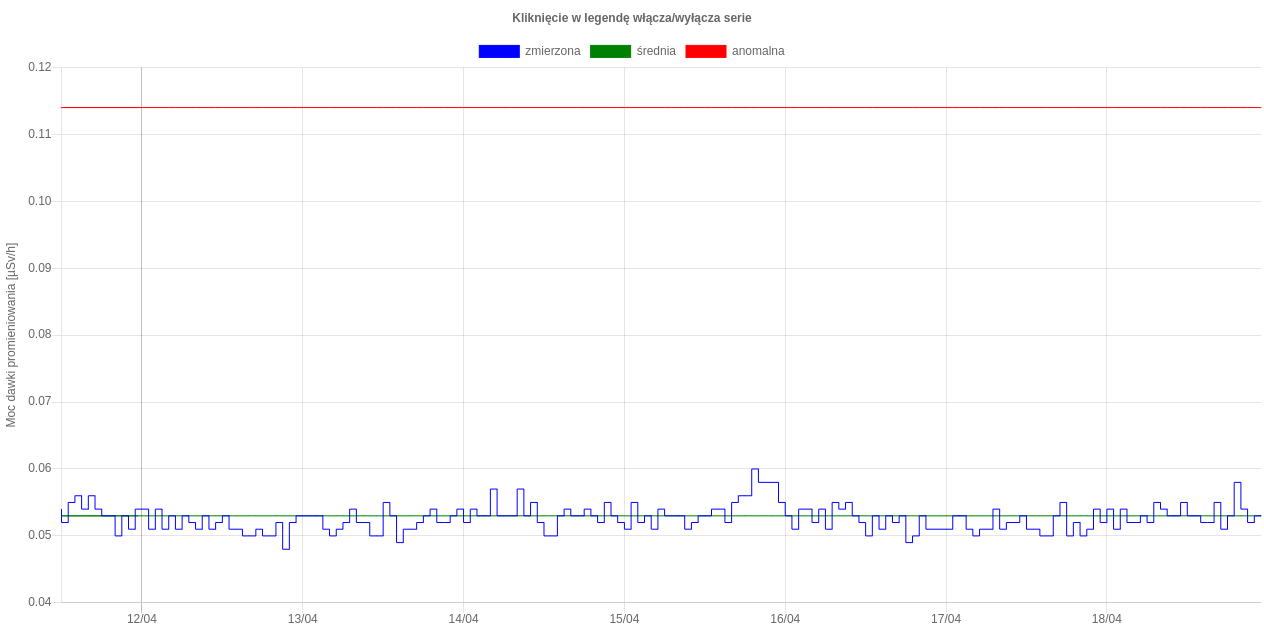 Kliknięcie w legendę włącza/wyłącza serie
zmierzona średnia anomalna
Moc dawki promieniowania [µSv/h]
0.12
0.11
0.10
0.09
0.08
0.07
0.06
0.05
0.04
12/04 13/04 14/04 15/04 16/04 17/04 18/04